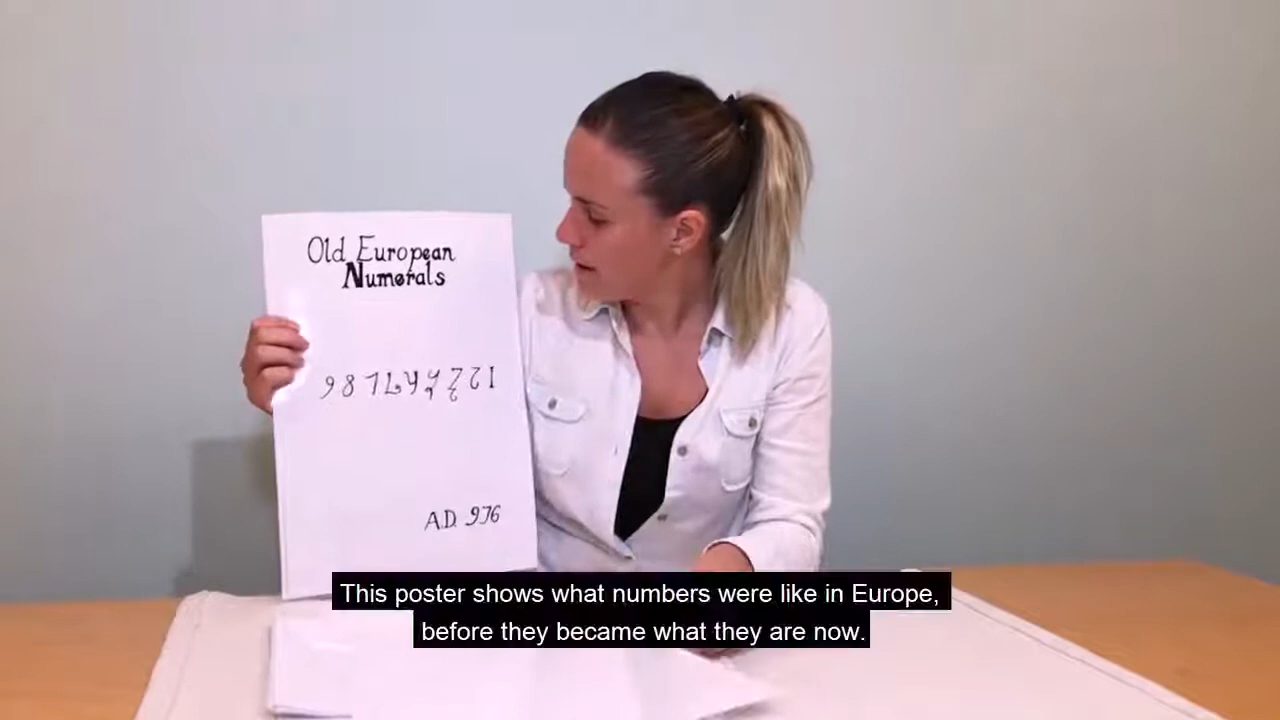 Old European
Numerals
A.D. 976
This poster shows what numbers were like in Europe,
before they became what they are now.